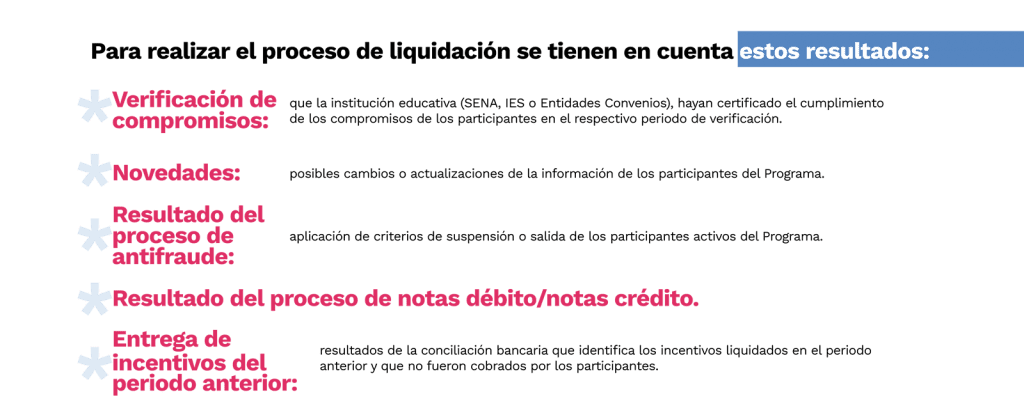 Para realizar el proceso de liquidación se tienen en cuenta estos resultados:
* Verificación de
compromisos:
que la institución educativa (SENA, IES o Entidades Convenios), hayan certificado el cumplimiento
de los compromisos de los participantes en el respectivo periodo de verificación.
* Novedades:
posibles cambios o actualizaciones de la información de los participantes del Programa.
* Resultado del
proceso de
antifraude:
aplicación de criterios de suspensión o salida de los participantes activos del Programa.
* Resultado del proceso de notas débito/notas crédito.
* Entrega de
incentivos del
periodo anterior:
resultados de la conciliación bancaria que identifica los incentivos liquidados en el periodo
anterior y que no fueron cobrados por los participantes.